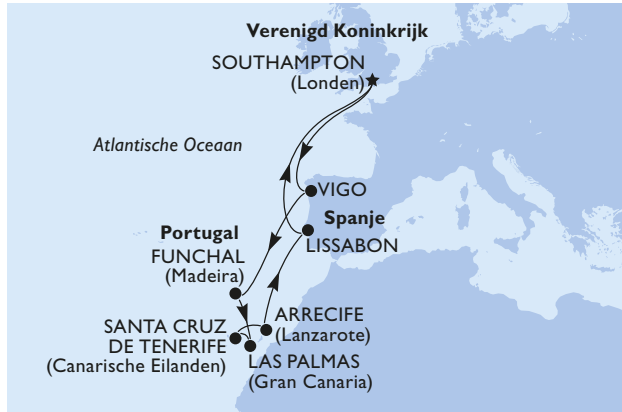 Verenigd Koninkrijk
SOUTHAMPTON
(Londen)
Atlantische Oceaan
VIGO
Spanje
Portugal
LISSABON
FUNCHAL
(Madeira)
ARRECIFE
(Lanzarote)
SANTA CRUZ
DE TENERIFE
(Canarische Eilanden)
LAS PALMAS
(Gran Canaria)